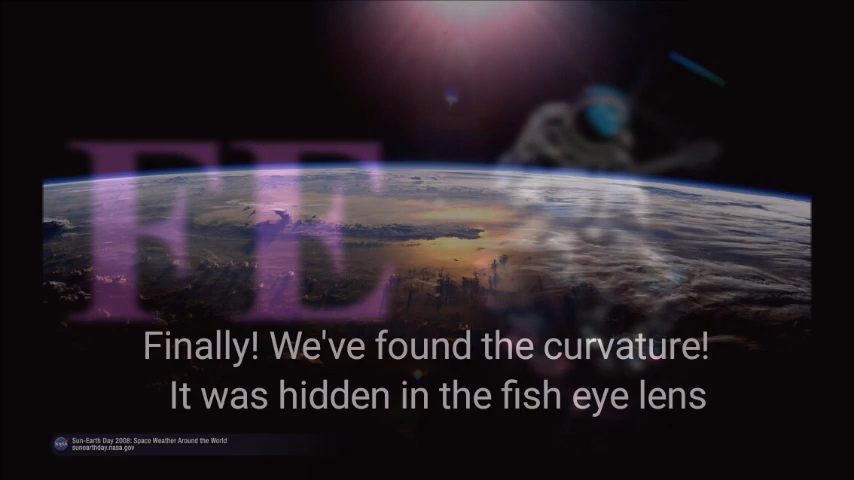 FE
Finally! We've found the curvature!
It was hidden in the fish eye lens
NASA
Sun-Earth Day 2008: Space Weather Around the World
sunearthday.nasa.gov